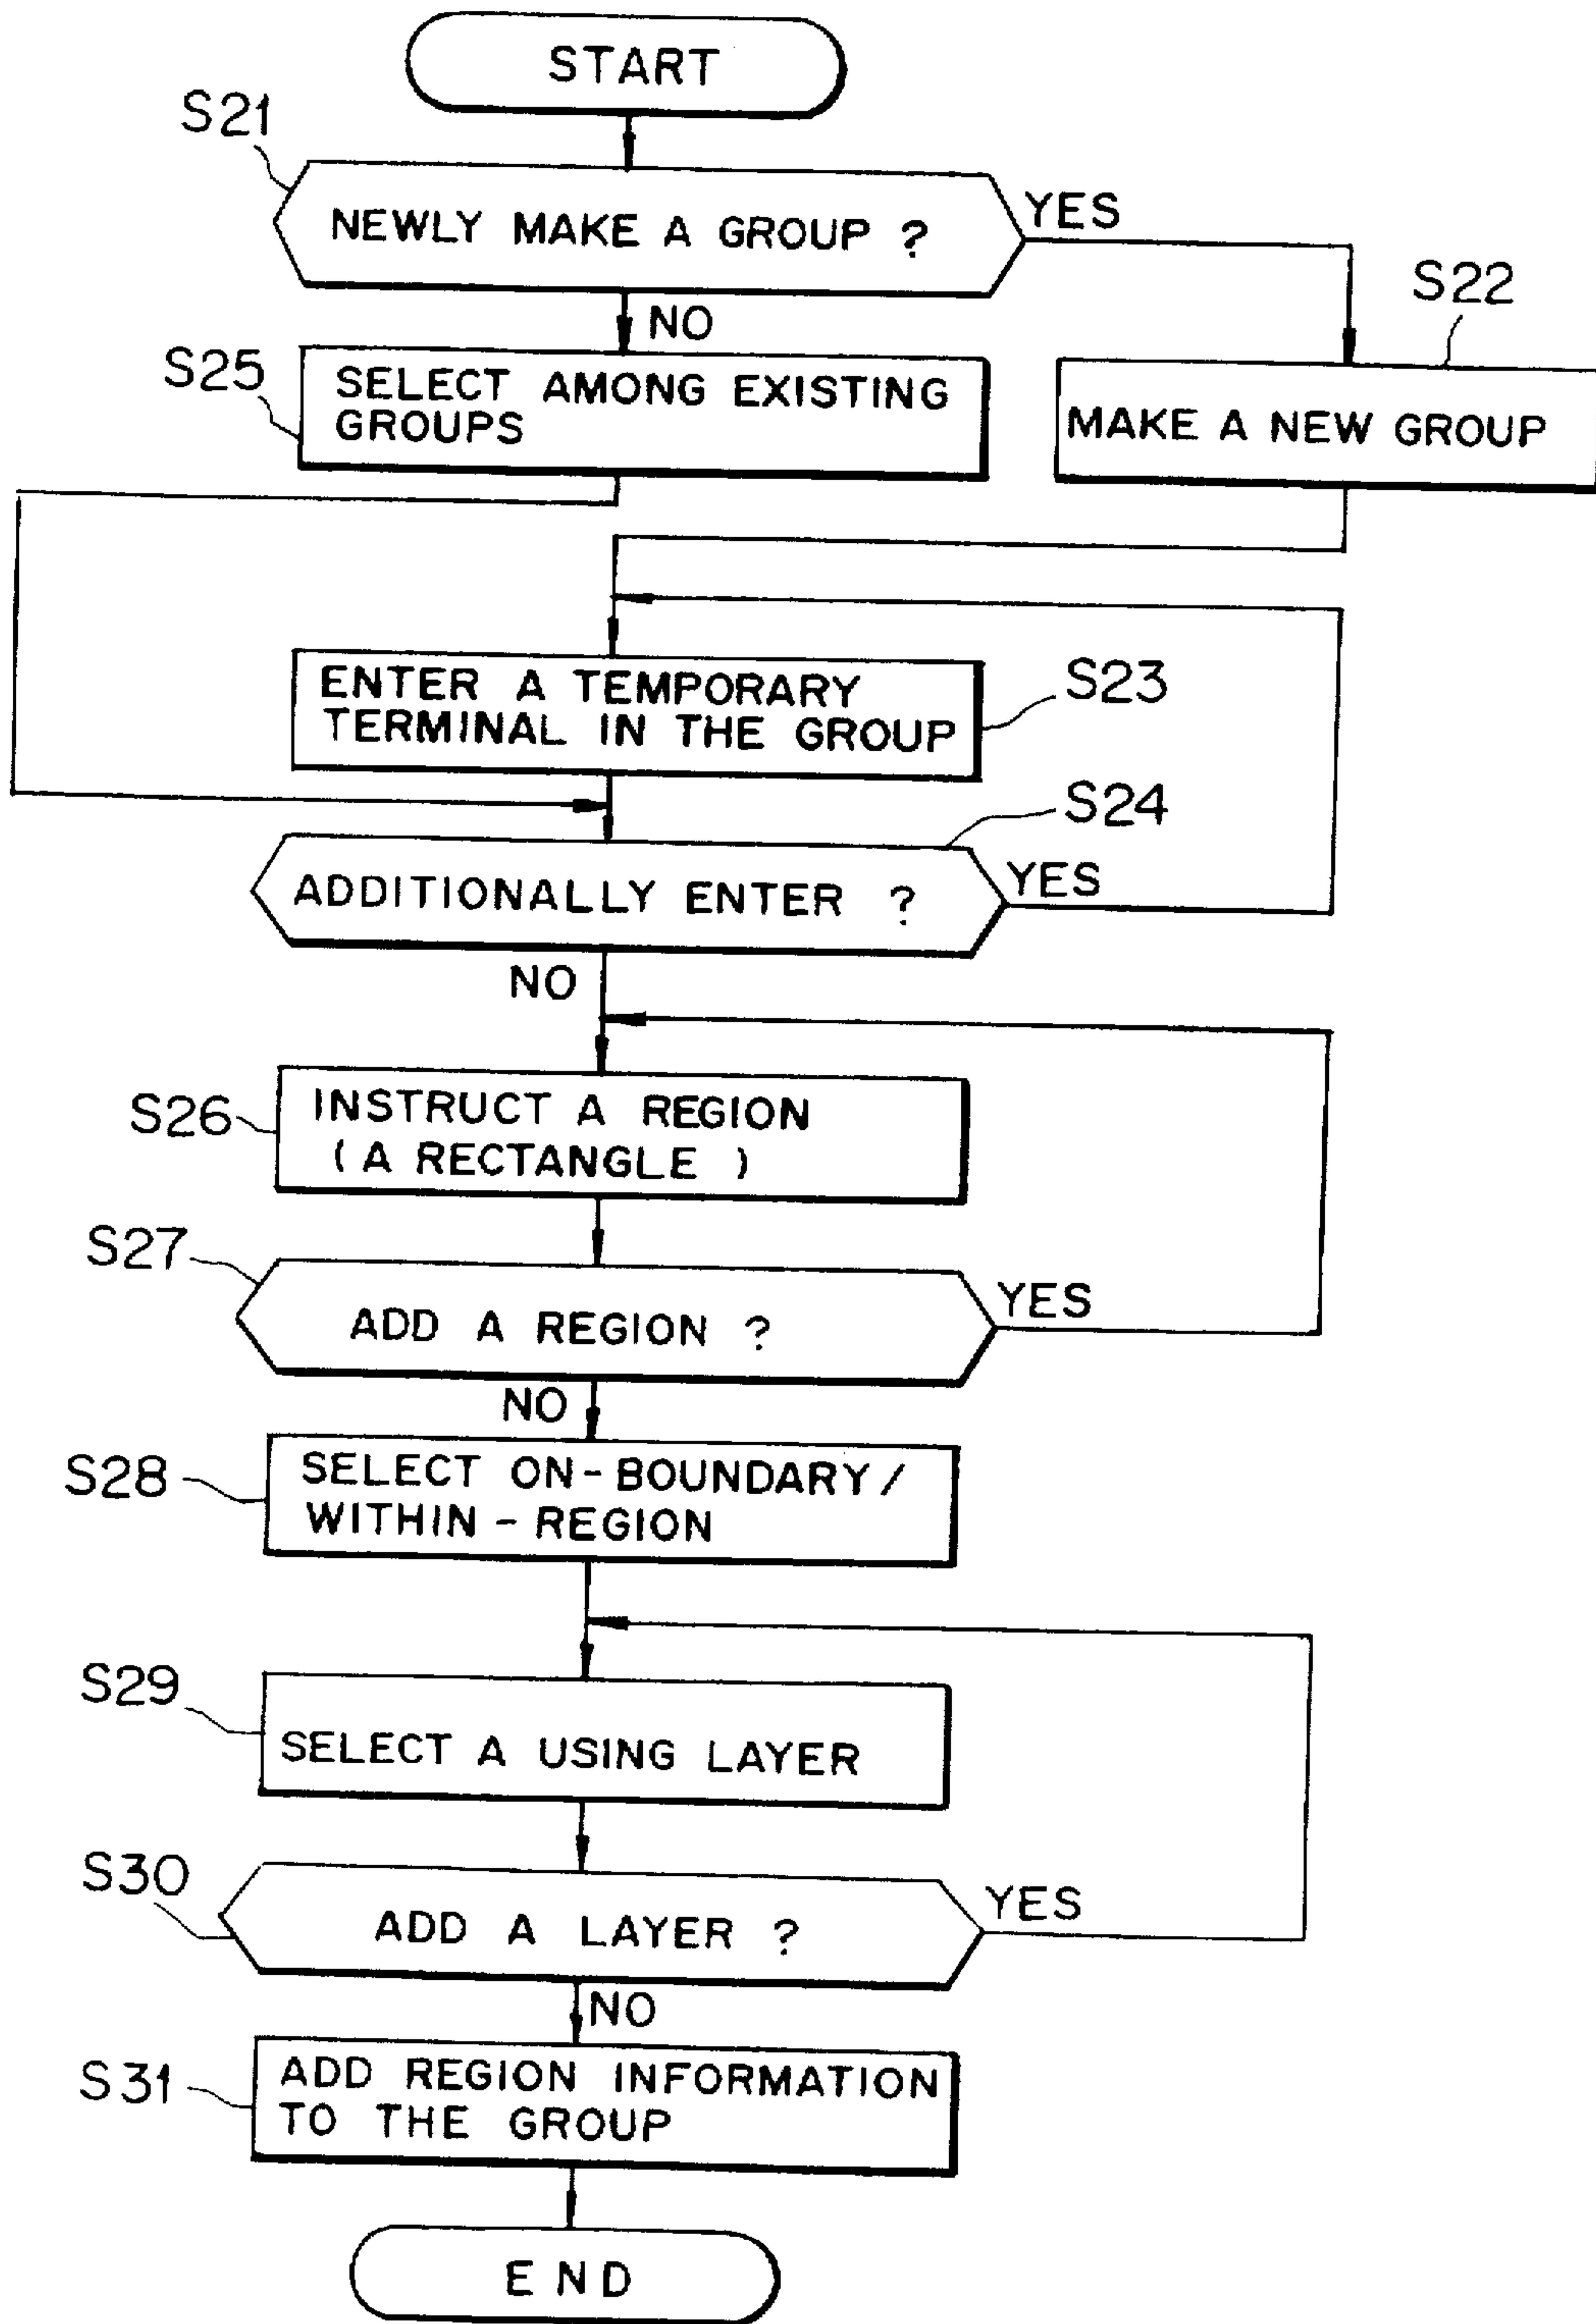 START
S21
NEWLY MAKE A GROUP ?
YES
NO
S22
S25
SELECT AMONG EXISTING
GROUPS
MAKE A NEW GROUP
ENTER A TEMPORARY
TERMINAL IN THE GROUP
S23
S24
ADDITIONALLY ENTER ?
YES
NO
S26
INSTRUCT A REGION
( A RECTANGLE )
S27
ADD A REGION ?
YES
NO
S28
SELECT ON-BOUNDARY /
WITHIN-REGION
S29
SELECT A USING LAYER
S30
ADD A LAYER ?
YES
NO
S31
ADD REGION INFORMATION
TO THE GROUP
END